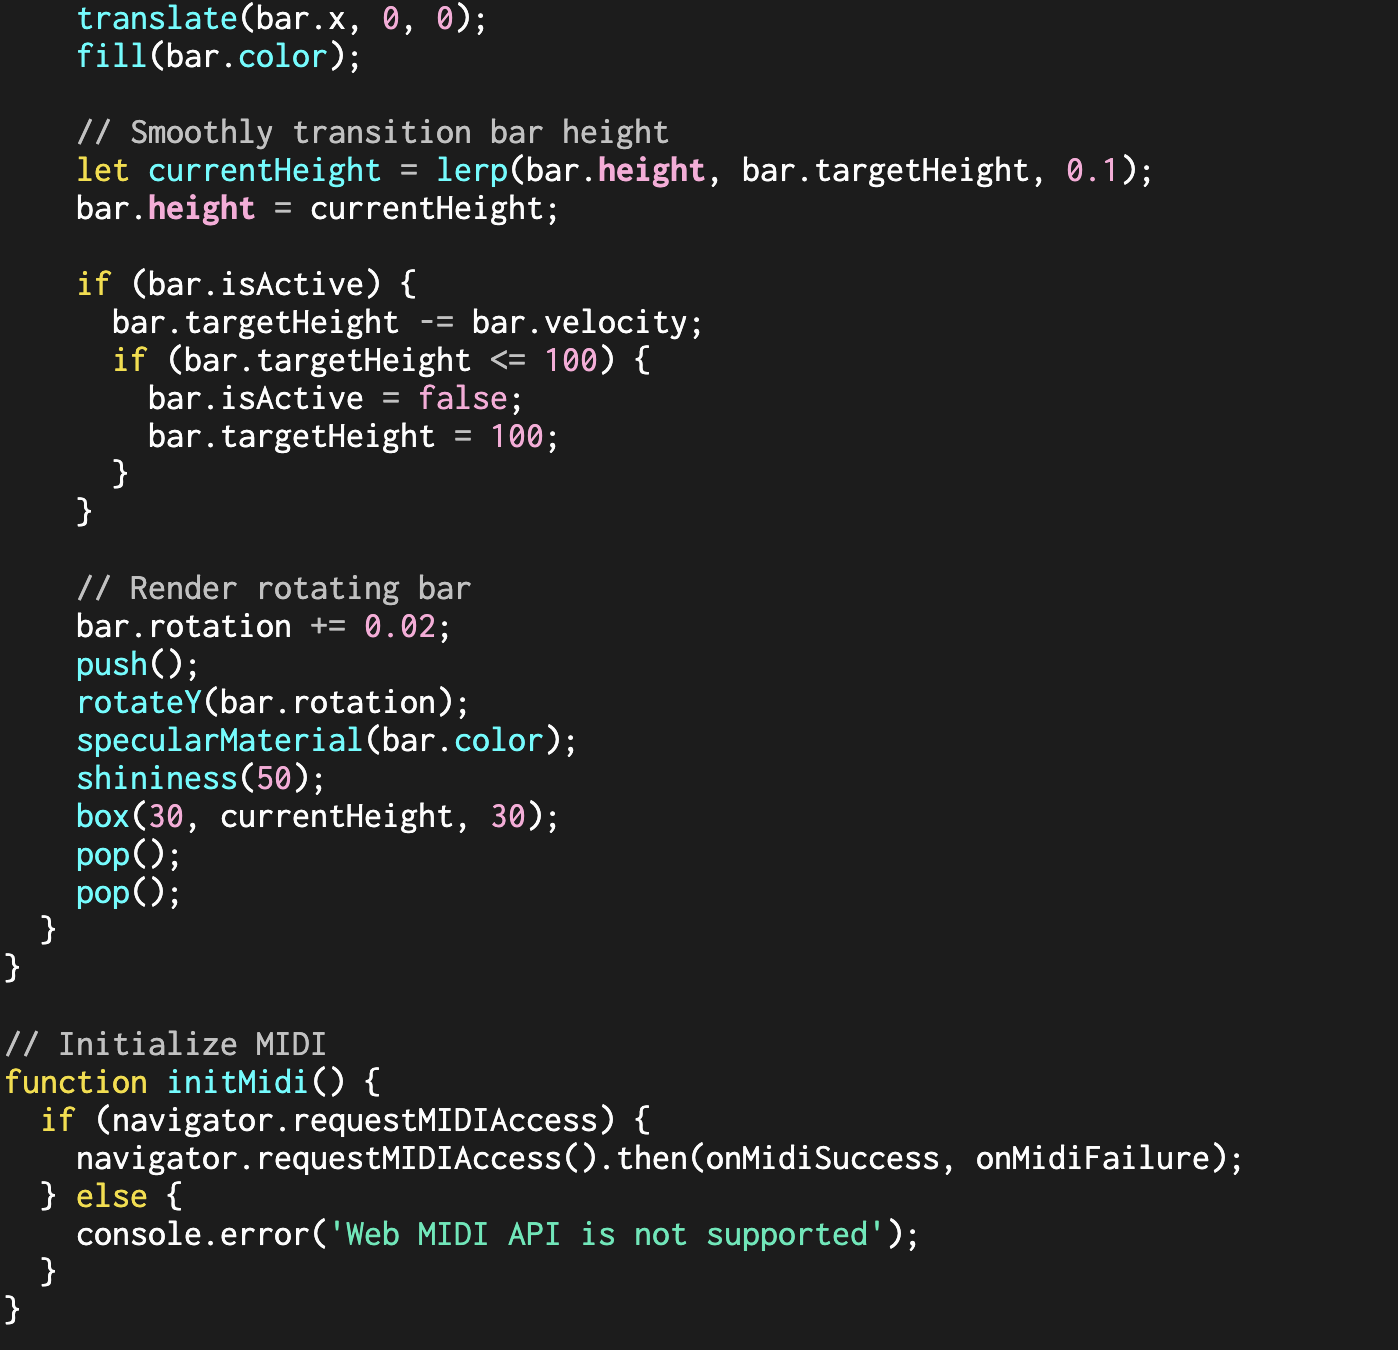 translate(bar.x, 0, 0);
    fill(bar.color);

    // Smoothly transition bar height
    let currentHeight = lerp(bar.height, bar.targetHeight, 0.1);
    bar.height = currentHeight;

    if (bar.isActive) {
      bar.targetHeight -= bar.velocity;
      if (bar.targetHeight <= 100) {
        bar.isActive = false;
        bar.targetHeight = 100;
      }
    }

    // Render rotating bar
    bar.rotation += 0.02;
    push();
    rotateY(bar.rotation);
    specularMaterial(bar.color);
    shininess(50);
    box(30, currentHeight, 30);
    pop();
    pop();
  }
}

// Initialize MIDI
function initMidi() {
  if (navigator.requestMIDIAccess) {
    navigator.requestMIDIAccess().then(onMidiSuccess, onMidiFailure);
  } else {
    console.error('Web MIDI API is not supported');
  }
}